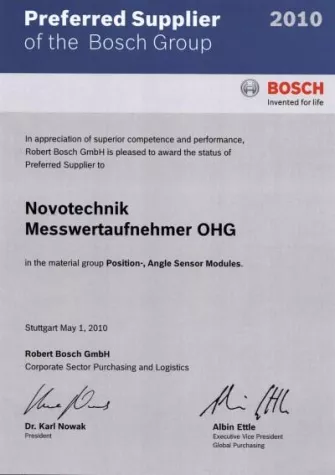 Preferred Supplier 2010
of the Bosch Group
BOSCH
Invented for life
In appreciation of superior competence and performance,
Robert Bosch GmbH is pleased to award the status of
Preferred Supplier to
Novotechnik
Messwertaufnehmer OHG
in the material group Position-, Angle Sensor Modules.
Stuttgart May 1, 2010
Robert Bosch GmbH
Corporate Sector Purchasing and Logistics
Dr. Karl Nowak
President
Albin Ettle
Executive Vice President
Global Purchasing